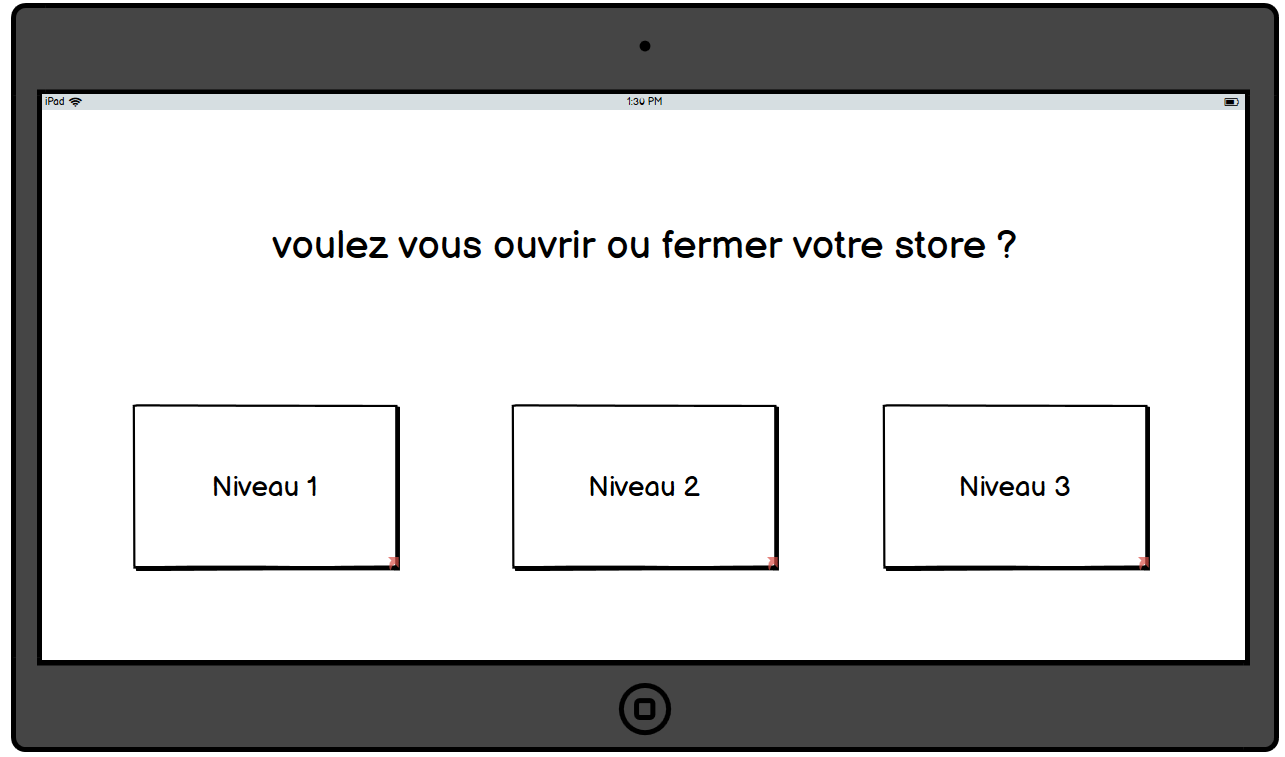 iPad
1:30 PM
voulez vous ouvrir ou fermer votre store ?
Niveau 1
Niveau 2
Niveau 3